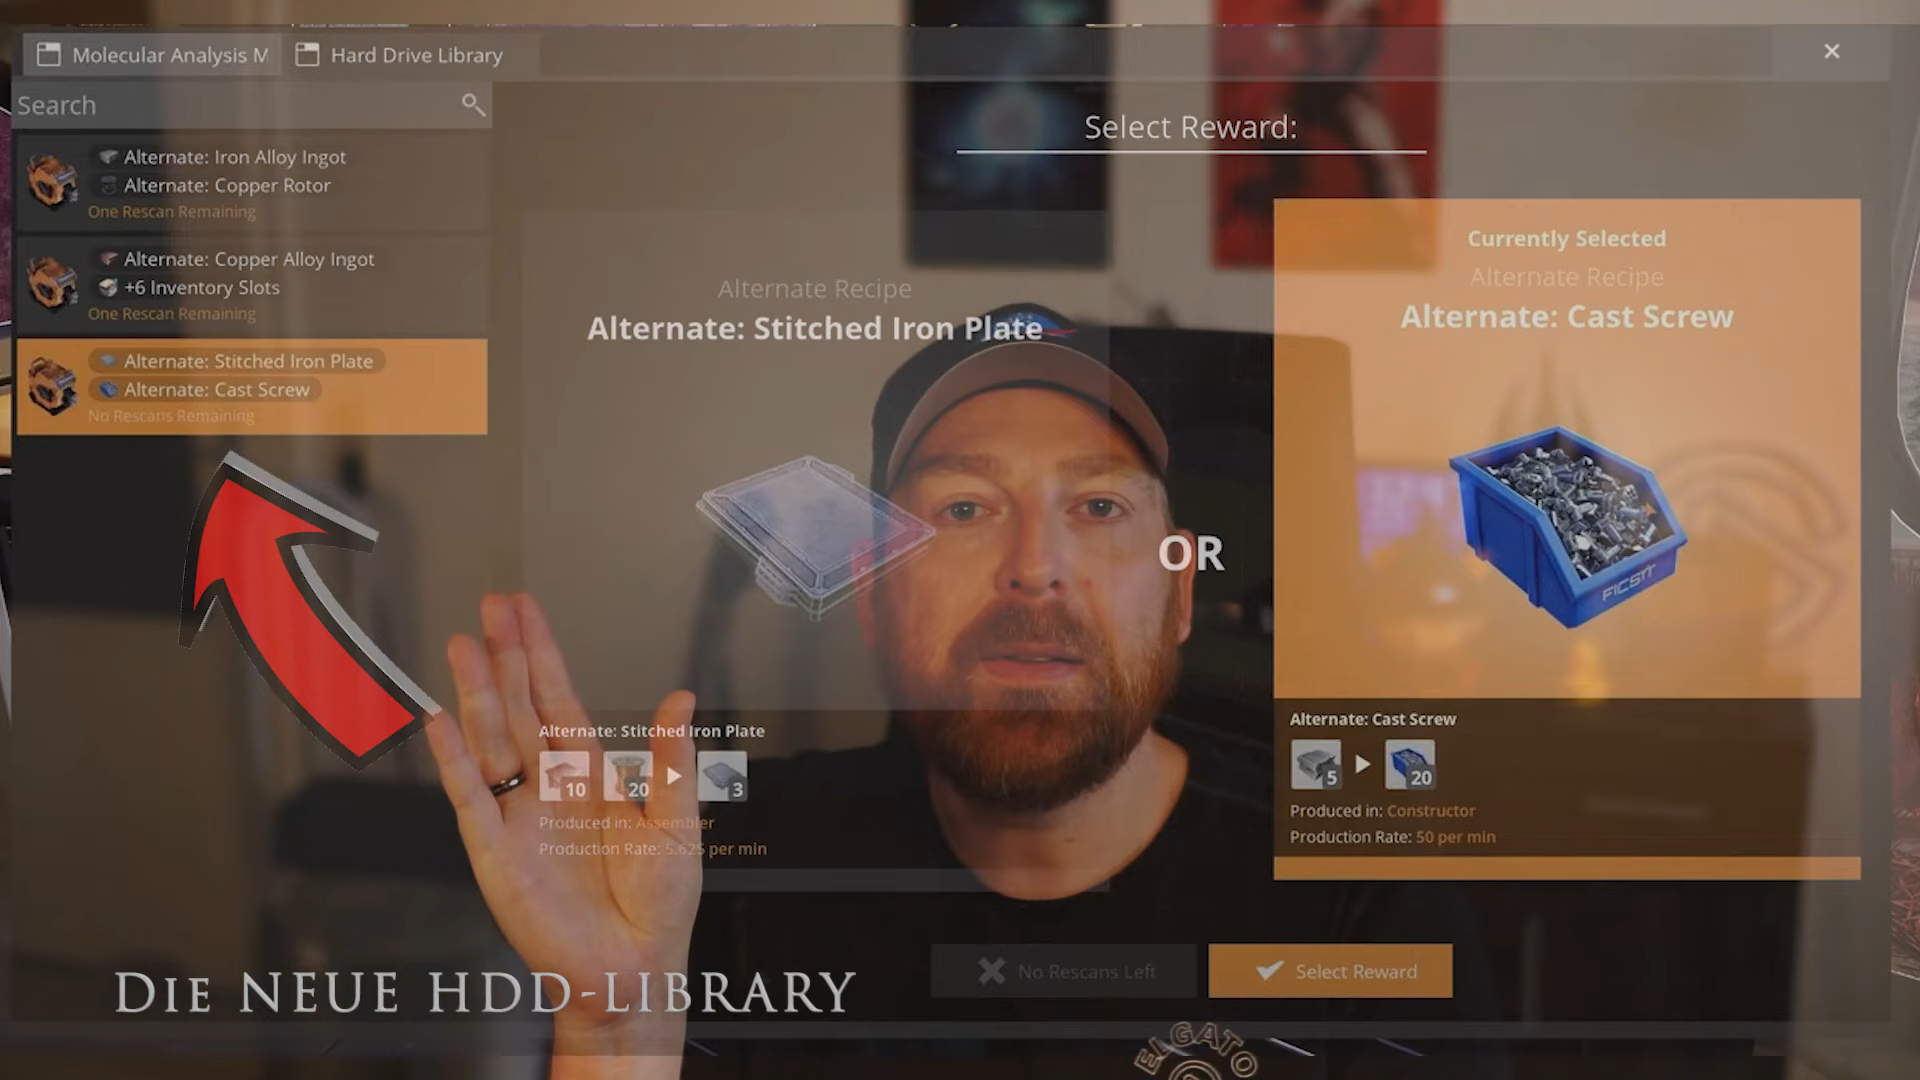 Molecular Analysis M
Hard Drive Library
Search
Alternate: Iron Alloy Ingot
Alternate: Copper Rotor
One Rescan Remaining
Alternate: Copper Alloy Ingot
+6 Inventory Slots
One Rescan Remaining
Alternate: Stitched Iron Plate
Alternate: Cast Screw
No Rescans Remaining
Select Reward:
Alternate Recipe
Alternate: Stitched Iron Plate
OR
Currently Selected
Alternate Recipe
Alternate: Cast Screw
FICSIT
Alternate: Stitched Iron Plate
10 20 3
Produced in: Assembler
Production Rate: 5.625 per min
Alternate: Cast Screw
5 20
Produced in: Constructor
Production Rate: 50 per min
No Rescans Left
Select Reward
DIE NEUE HDD-LIBRARY
ELGATO